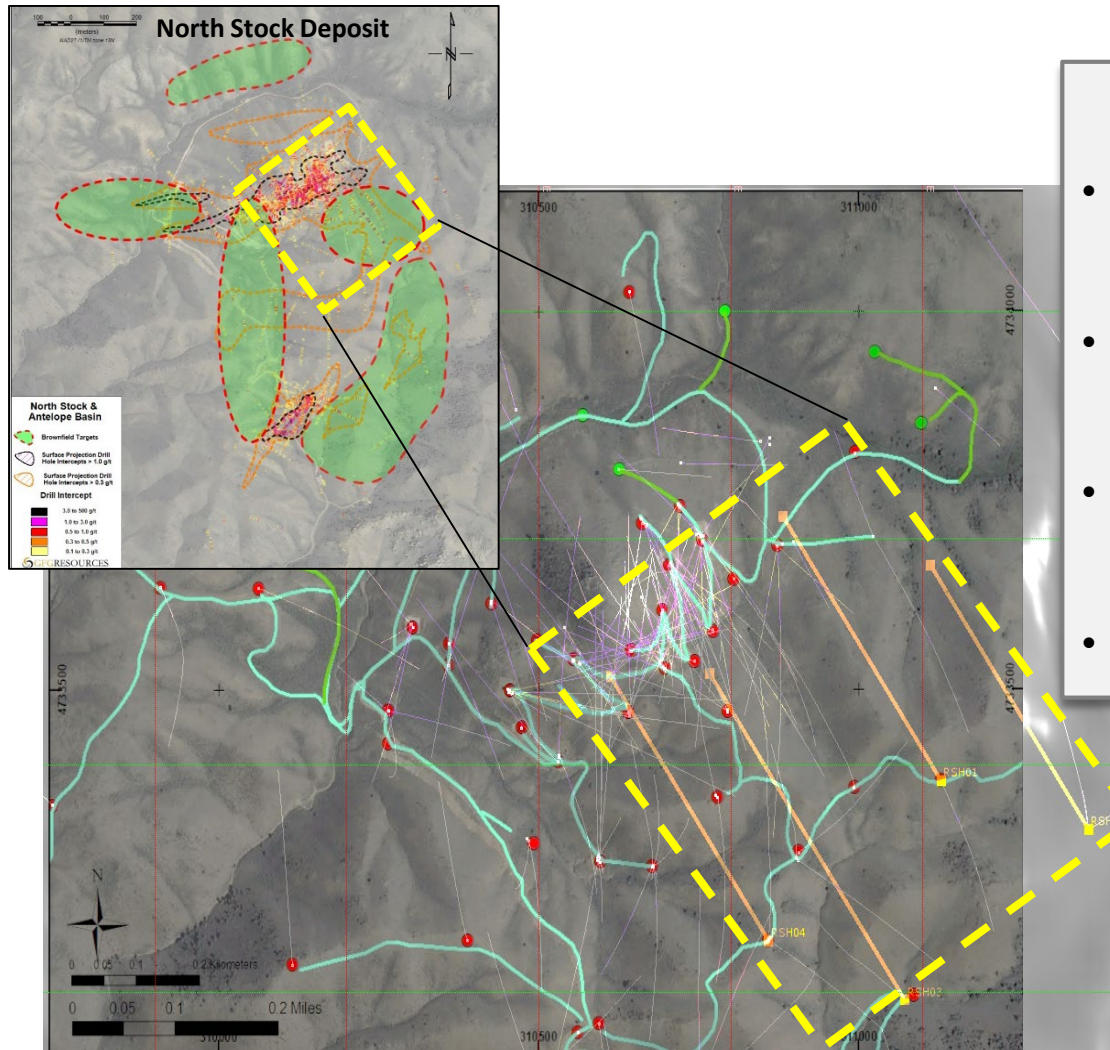 100 0 100 200
(meters)
North Stock Deposit
N
North Stock &
Antelope Basin
Brownfield Targets
Surface Projection Drill
Hole Intercepts > 1.0 g/t
Surface Projection Drill
Hole Intercepts > 0.3 g/t
Drill Intercept
3.0 to 500 g/t
1.0 to 3.0 g/t
0.5 to 1.0 g/t
0.3 to 0.5 g/t
0.1 to 0.3 g/t
GFGRESOURCES
310500
311000
4734000
4733500
4733500
RSH01
RSH04
RSH03
N
0 0.05 0.1 0.2 Kilometers
0 0.05 0.1 0.2 Miles
310000
310500
311000